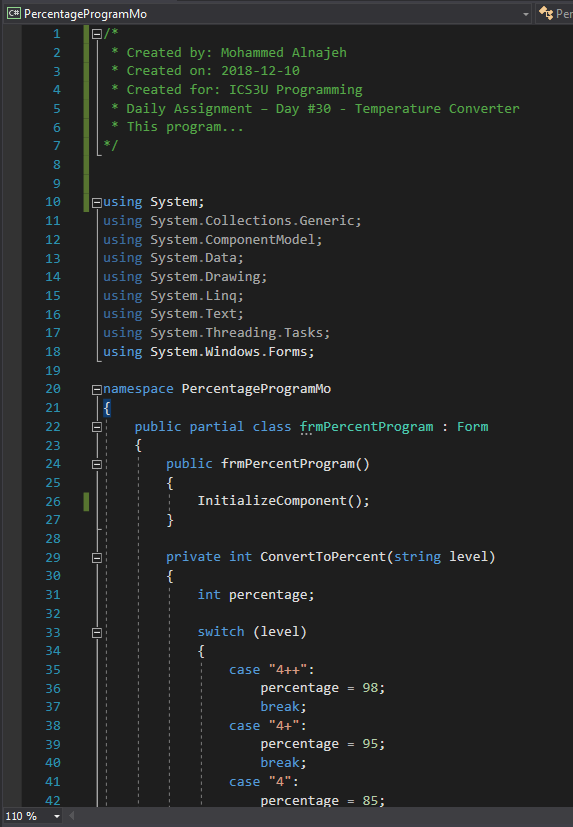 C# PercentageProgramMo Per
1 /*
2 * Created by: Mohammed Alnajeh
3 * Created on: 2018-12-10
4 * Created for: ICS3U Programming
5 * Daily Assignment – Day #30 - Temperature Converter
6 * This program...
7 */
8
9
10 using System;
11 using System.Collections.Generic;
12 using System.ComponentModel;
13 using System.Data;
14 using System.Drawing;
15 using System.Linq;
16 using System.Text;
17 using System.Threading.Tasks;
18 using System.Windows.Forms;
19
20 namespace PercentageProgramMo
21 {
22 public partial class frmPercentProgram : Form
23 {
24 public frmPercentProgram()
25 {
26 InitializeComponent();
27 }
28
29 private int ConvertToPercent(string level)
30 {
31 int percentage;
32
33 switch (level)
34 {
35 case "4++":
36 percentage = 98;
37 break;
38 case "4+":
39 percentage = 95;
40 break;
41 case "4":
42 percentage = 85;
110 %